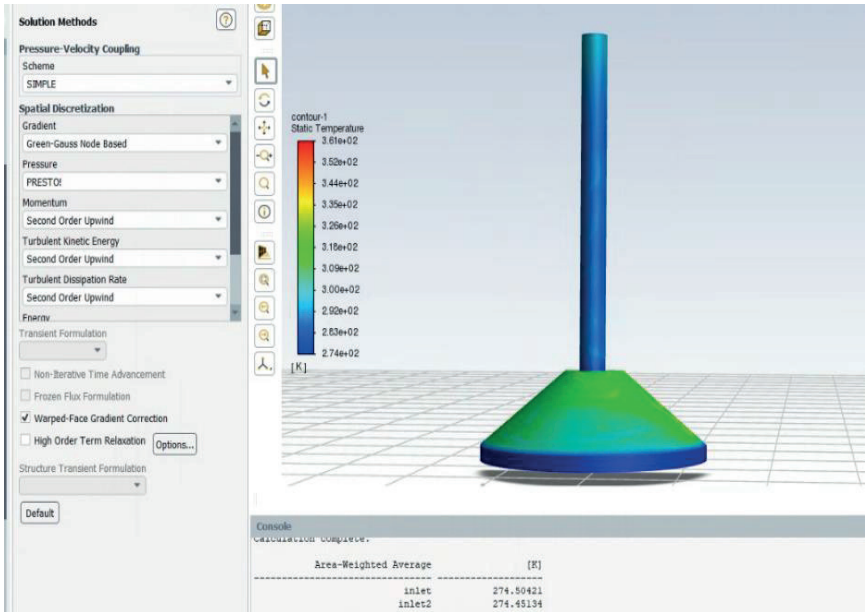 Solution Methods
?
Pressure-Velocity Coupling
Scheme
SIMPLE
Spatial Discretization
Gradient
Green-Gauss Node Based
Pressure
PRESTO!
Momentum
Second Order Upwind
Turbulent Kinetic Energy
Second Order Upwind
Turbulent Dissipation Rate
Second Order Upwind
Energy
Transient Formulation
Non-Iterative Time Advancement
Frozen Flux Formulation
Warped-Face Gradient Correction
High Order Term Relaxation Options...
Structure Transient Formulation
Default
contour-1
Static Temperature
3.61e+02
3.52e+02
3.44e+02
3.35e+02
3.26e+02
3.18e+02
3.09e+02
3.00e+02
2.92e+02
2.83e+02
2.74e+02
[K]
Console
Calculation complete.
Area-Weighted Average [K]
inlet 274.50421
inlet2 274.45134